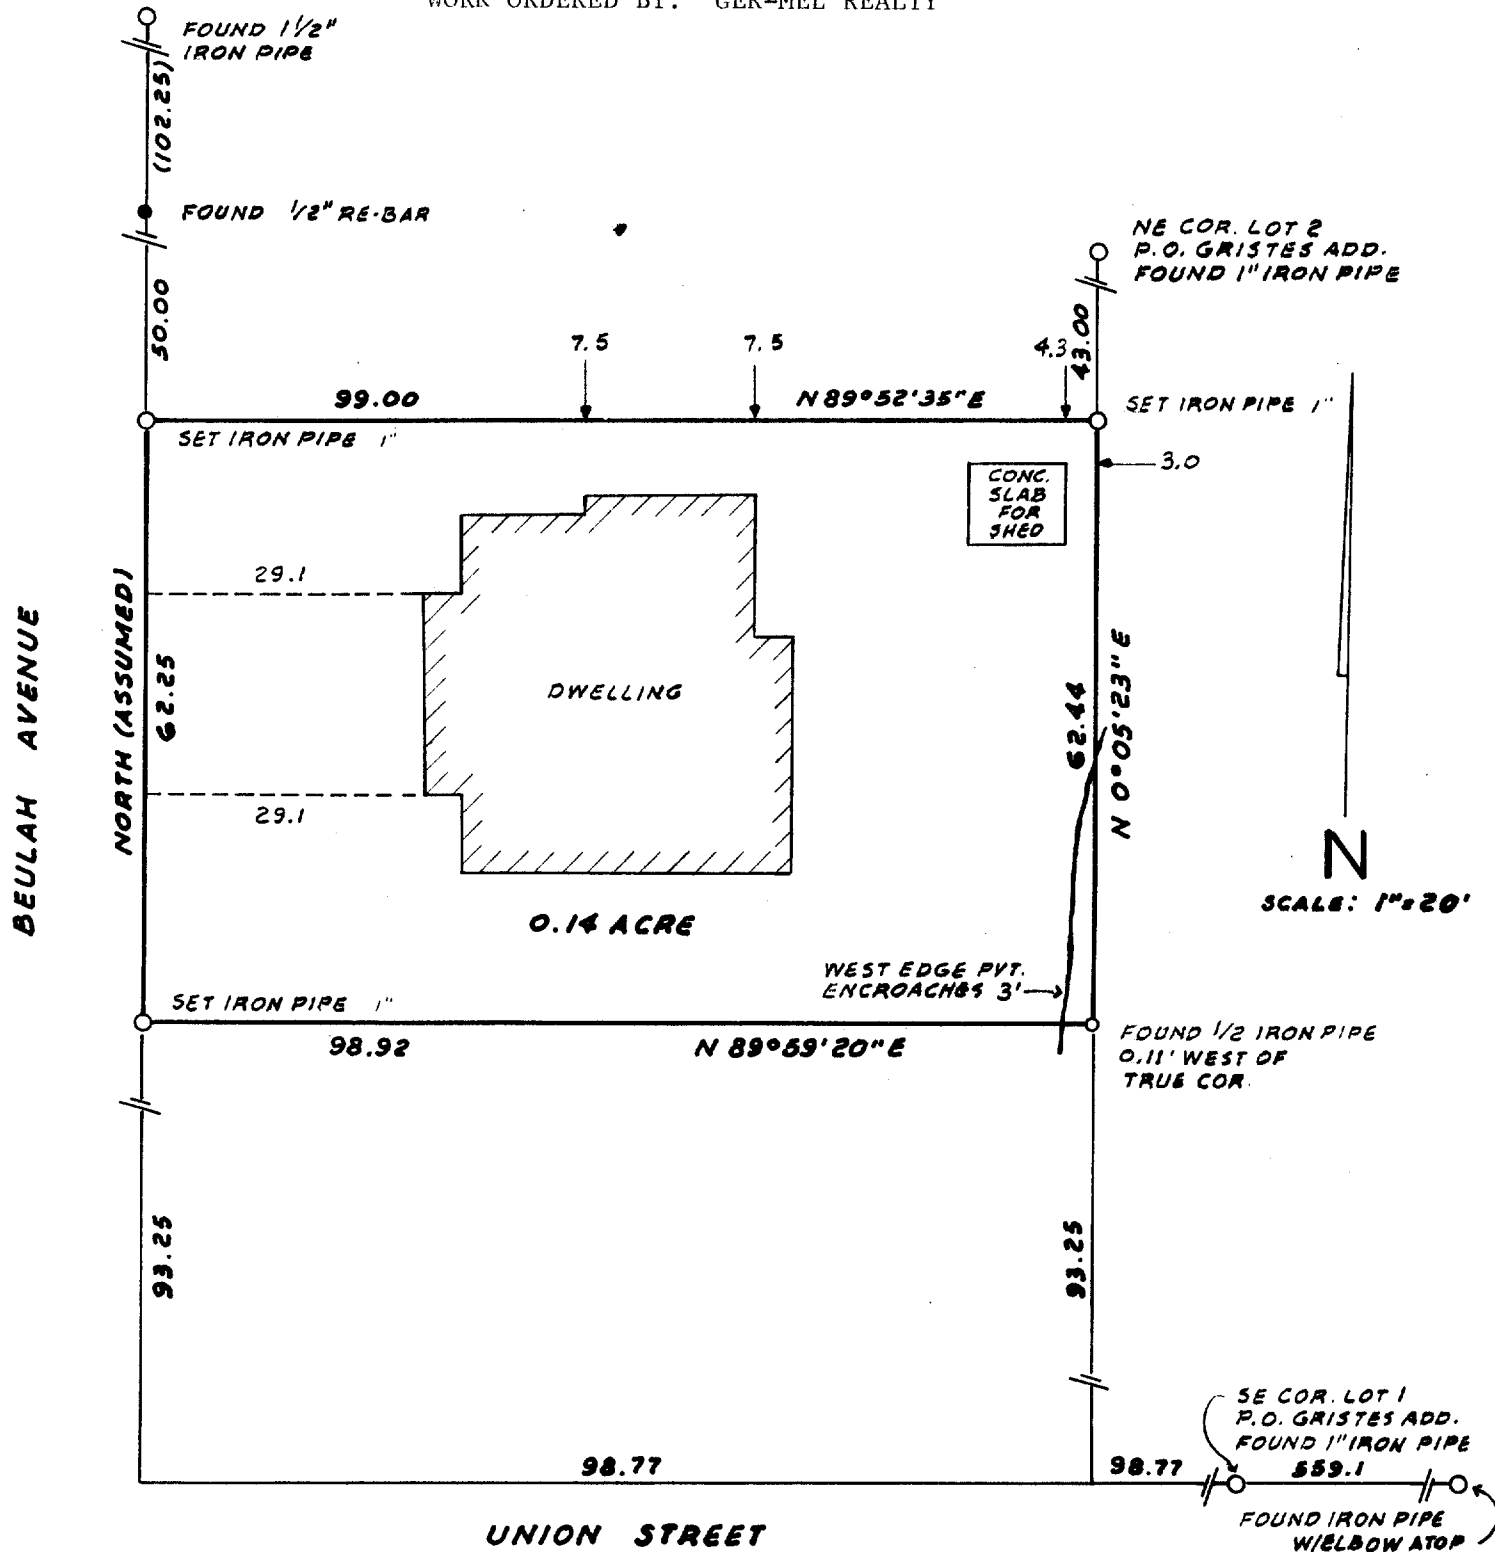 WORK ORDERED BY: GER-MEL REALTY
FOUND 1 1/2"
IRON PIPE
(102.25)
FOUND 1/2" RE-BAR
50.00
NE COR. LOT 2
P.O. GRISTES ADD.
FOUND 1" IRON PIPE
43.00
7.5
7.5
4.3
99.00
N 89°52'35" E
SET IRON PIPE 1"
SET IRON PIPE 1"
3.0
CONC.
SLAB
FOR
SHED
29.1
DWELLING
29.1
BEULAH AVENUE
NORTH (ASSUMED)
62.25
62.44
N 0°05'23" E
N
SCALE: 1"=20'
0.14 ACRE
WEST EDGE PVT.
ENCROACHES 3'
SET IRON PIPE 1"
98.92
N 89°59'20" E
FOUND 1/2 IRON PIPE
0.11' WEST OF
TRUE COR.
93.25
93.25
SE COR. LOT 1
P.O. GRISTES ADD.
FOUND 1" IRON PIPE
98.77
98.77
559.1
FOUND IRON PIPE
W/ELBOW ATOP
UNION STREET